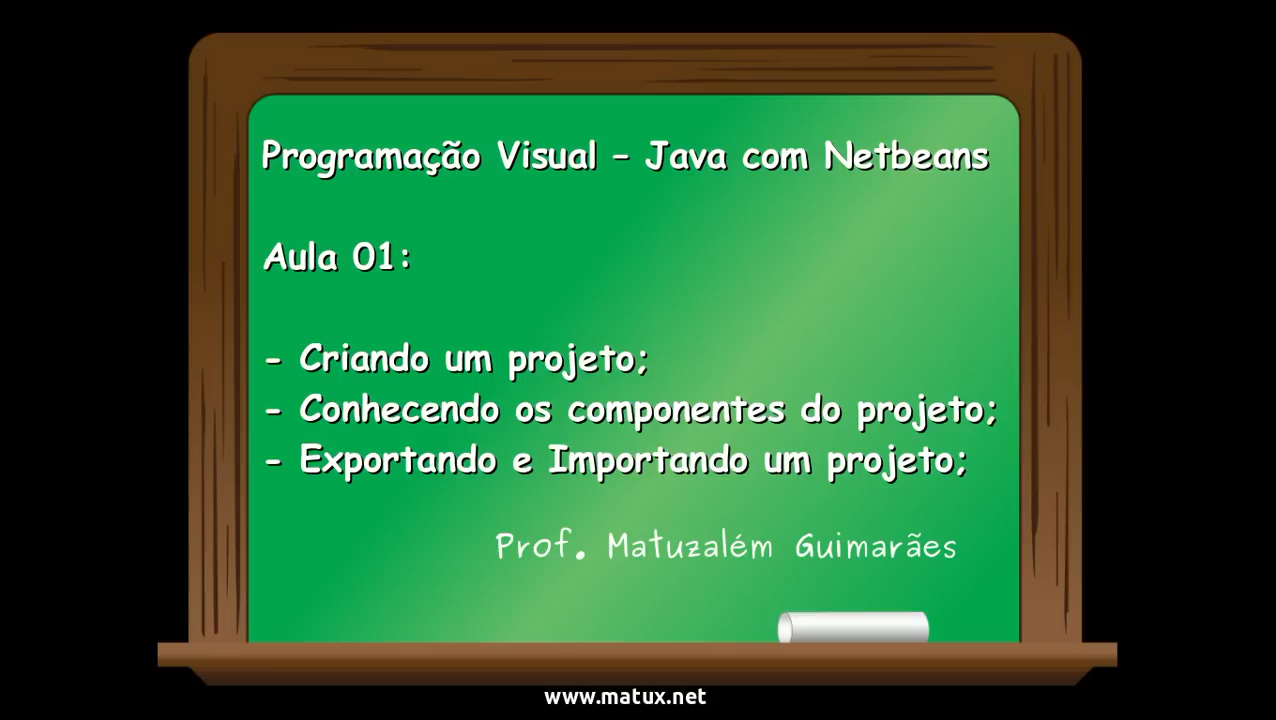 Programação Visual – Java com Netbeans
Aula 01:
- Criando um projeto;
- Conhecendo os componentes do projeto;
- Exportando e Importando um projeto;
Prof. Matuzalém Guimarães
www.matux.net